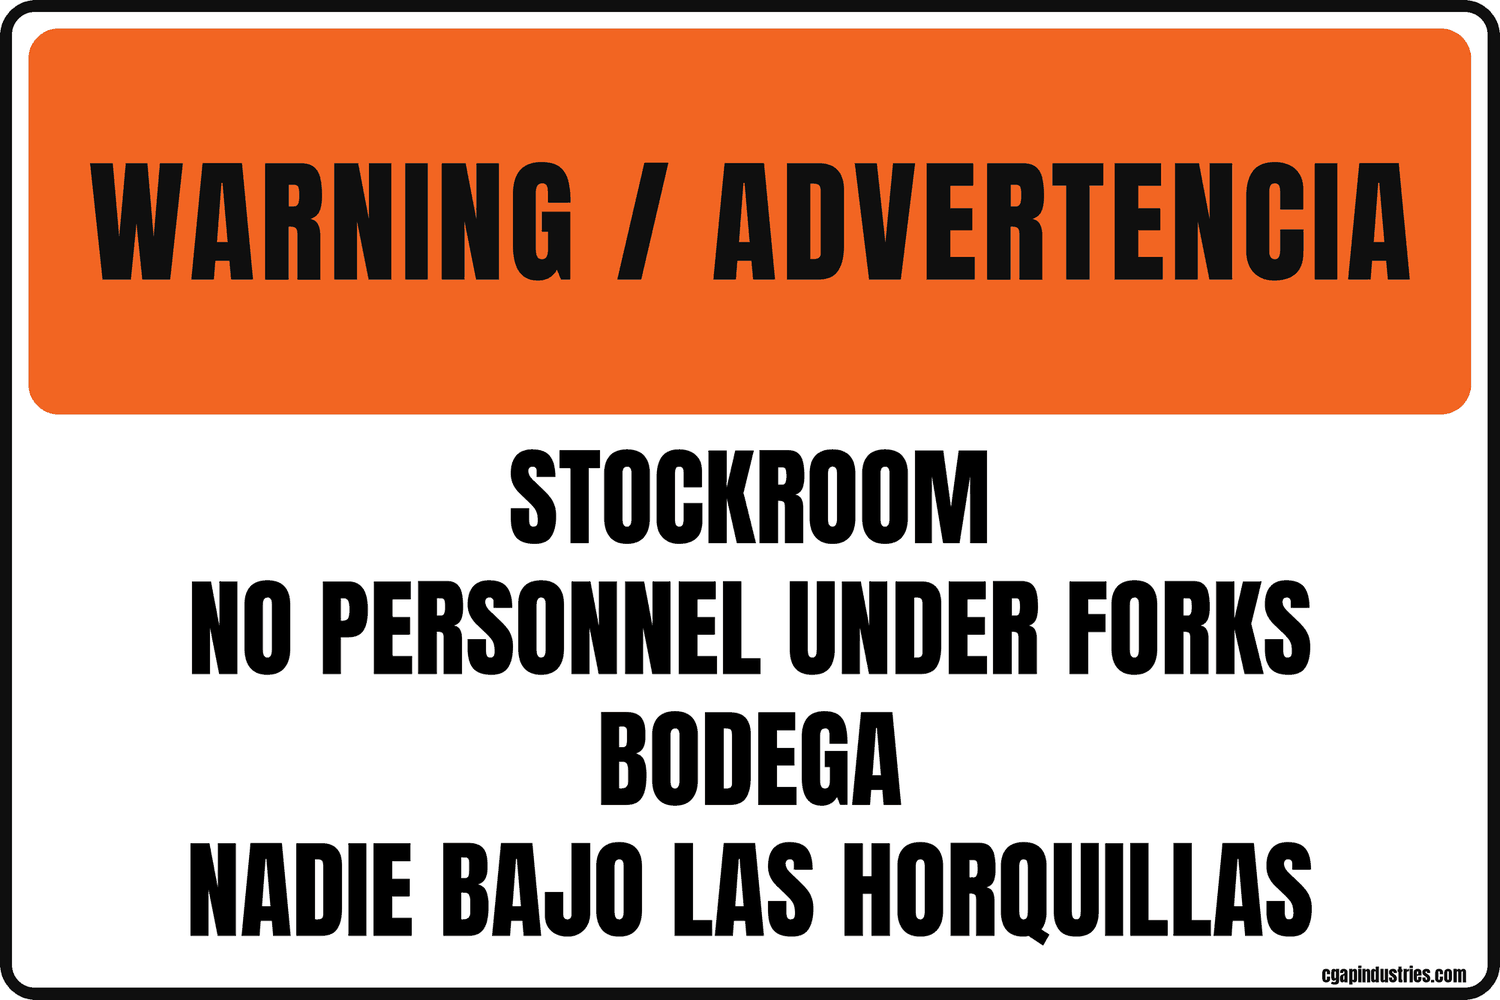 WARNING / ADVERTENCIA
STOCKROOM
NO PERSONNEL UNDER FORKS
BODEGA
NADIE BAJO LAS HORQUILLAS
cgapindustries.com